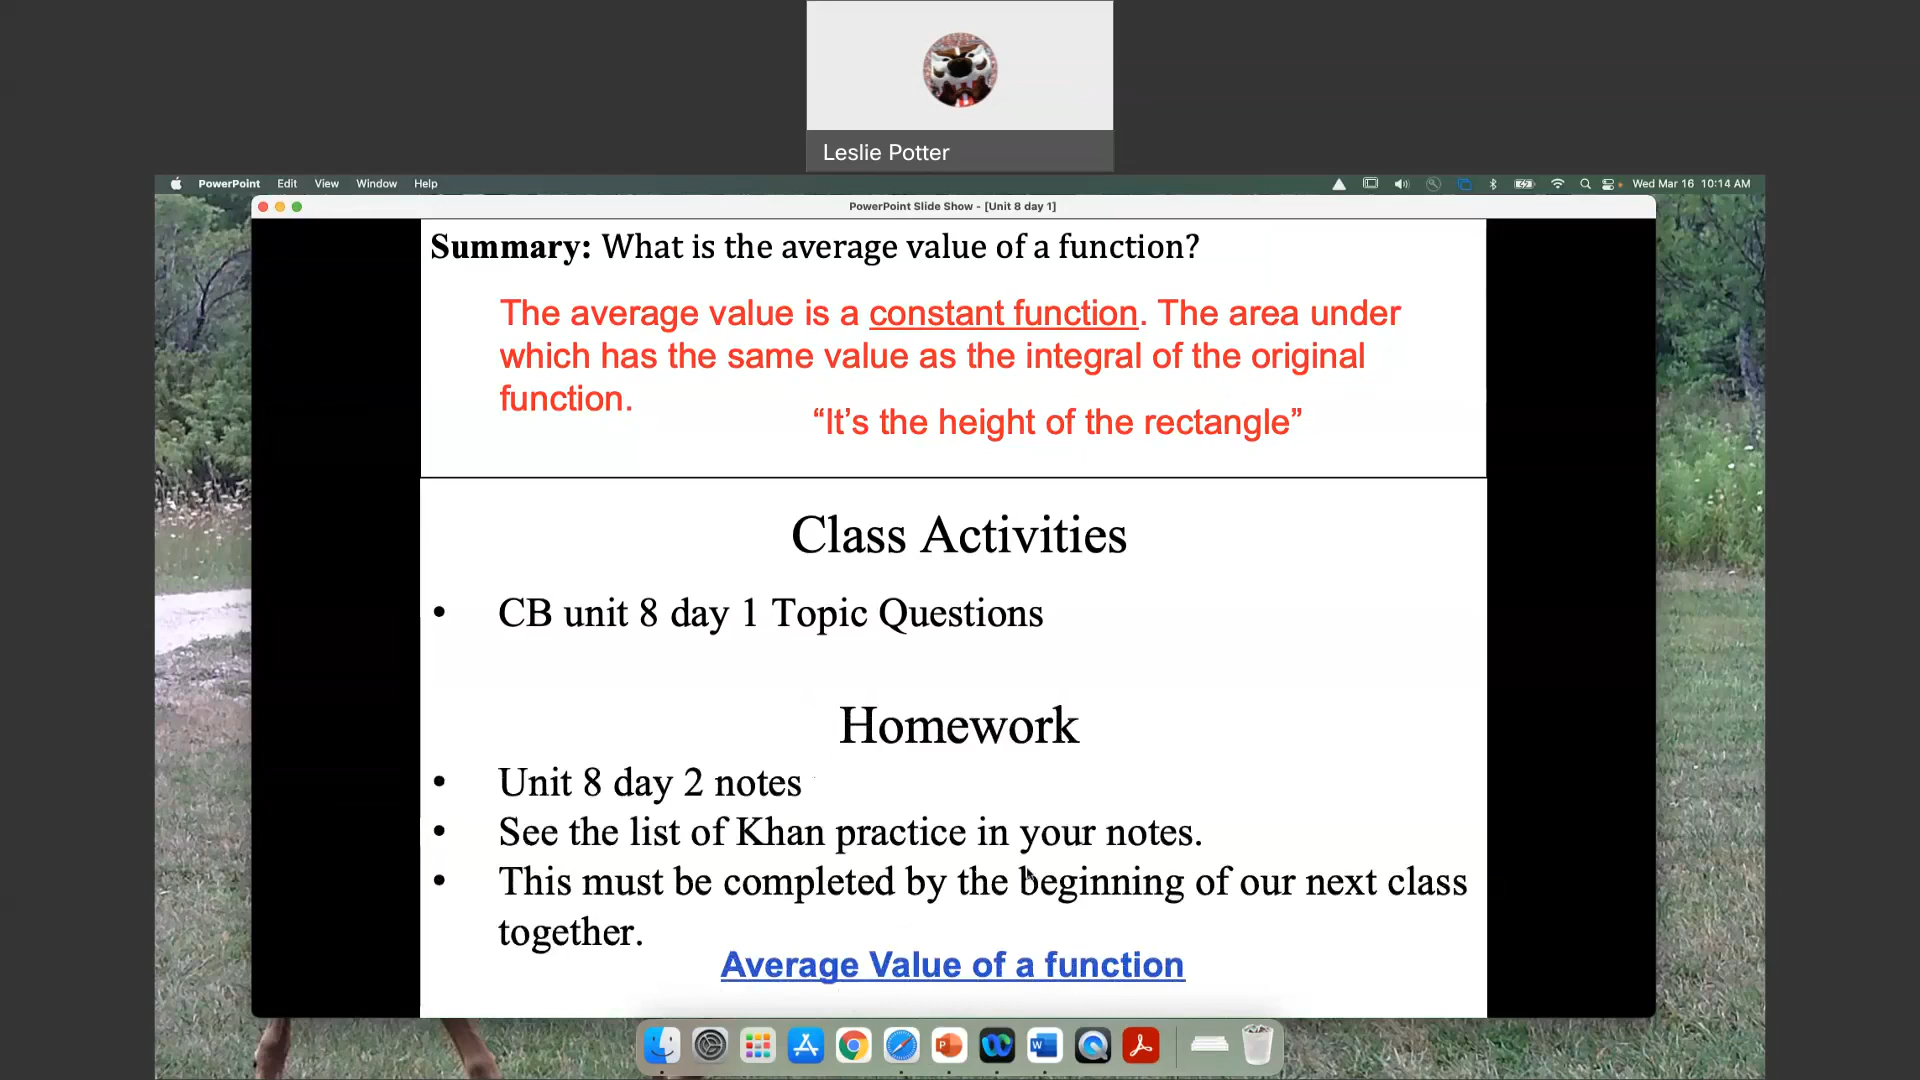 Leslie Potter
PowerPoint Edit View Window Help
Wed Mar 16 10:14 AM
PowerPoint Slide Show - [Unit 8 day 1]
Summary: What is the average value of a function?
The average value is a constant function. The area under
which has the same value as the integral of the original
function.
“It’s the height of the rectangle”
Class Activities
• CB unit 8 day 1 Topic Questions
Homework
• Unit 8 day 2 notes
• See the list of Khan practice in your notes.
• This must be completed by the beginning of our next class
together.
Average Value of a function